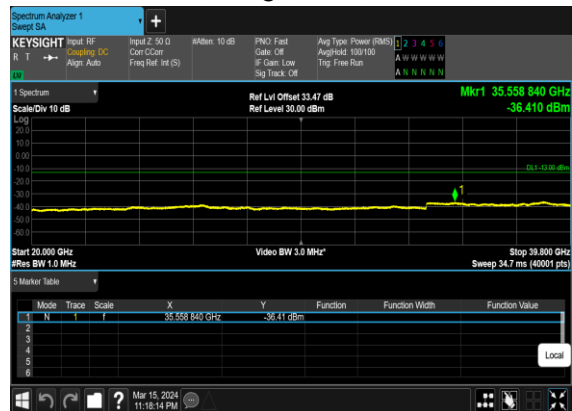 Spectrum Analyzer 1
Swept SA
+
KEYSIGHT Input: RF Input Z: 50 Ω #Atten: 10 dB PNO: Fast Avg Type: Power (RMS) 1 2 3 4 5 6
R T Coupling: DC Corr CCorr Gate: Off Avg|Hold: 100/100 A W W W W W
Align: Auto Freq Ref: Int (S) IF Gain: Low Trig: Free Run
Sig Track: Off A N N N N N
1 Spectrum Ref Lvl Offset 33.47 dB Mkr1 35.558 840 GHz
Scale/Div 10 dB Ref Level 30.00 dBm -36.410 dBm
Log
20.0
10.0
0.00
-10.0 DL1 -13.00 dBm
-20.0
-30.0 1
-40.0
-50.0
-60.0
Start 20.000 GHz Video BW 3.0 MHz* Stop 39.800 GHz
#Res BW 1.0 MHz Sweep 34.7 ms (40001 pts)
5 Marker Table
Mode Trace Scale X Y Function Function Width Function Value
1 N 1 f 35.558 840 GHz -36.41 dBm
2
3
4
5
6
Local
? Mar 15, 2024
11:18:14 PM